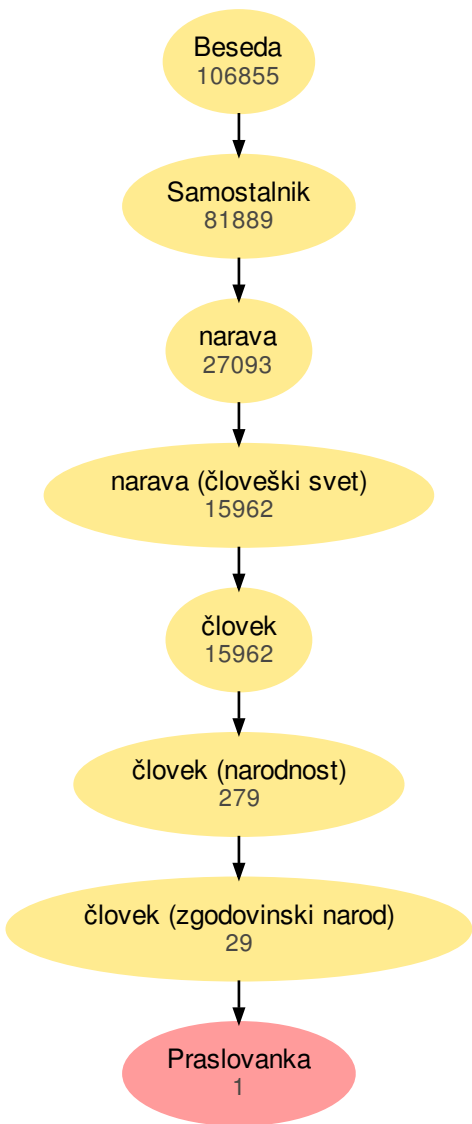 Beseda
106855
Samostalnik
81889
narava
27093
narava (človeški svet)
15962
človek
15962
človek (narodnost)
279
človek (zgodovinski narod)
29
Praslovanka
1